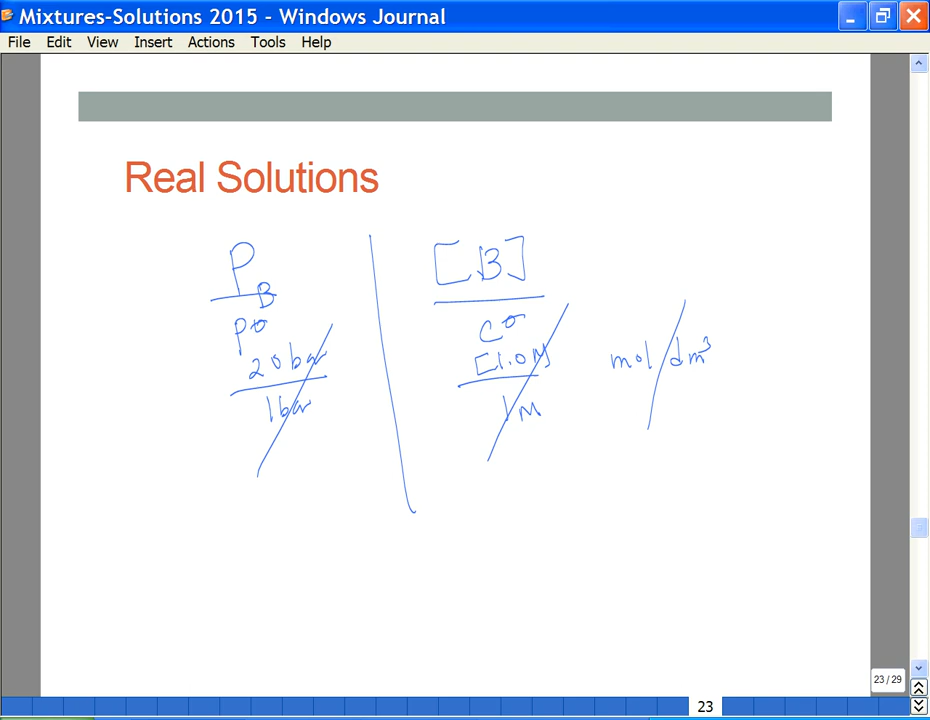 Mixtures-Solutions 2015 - Windows Journal
File Edit View Insert Actions Tools Help
Real Solutions
P_B
p°
20 bar
1 bar
[B]
c°
[1.0 M
1 M
mol/dm³
23 / 29
23